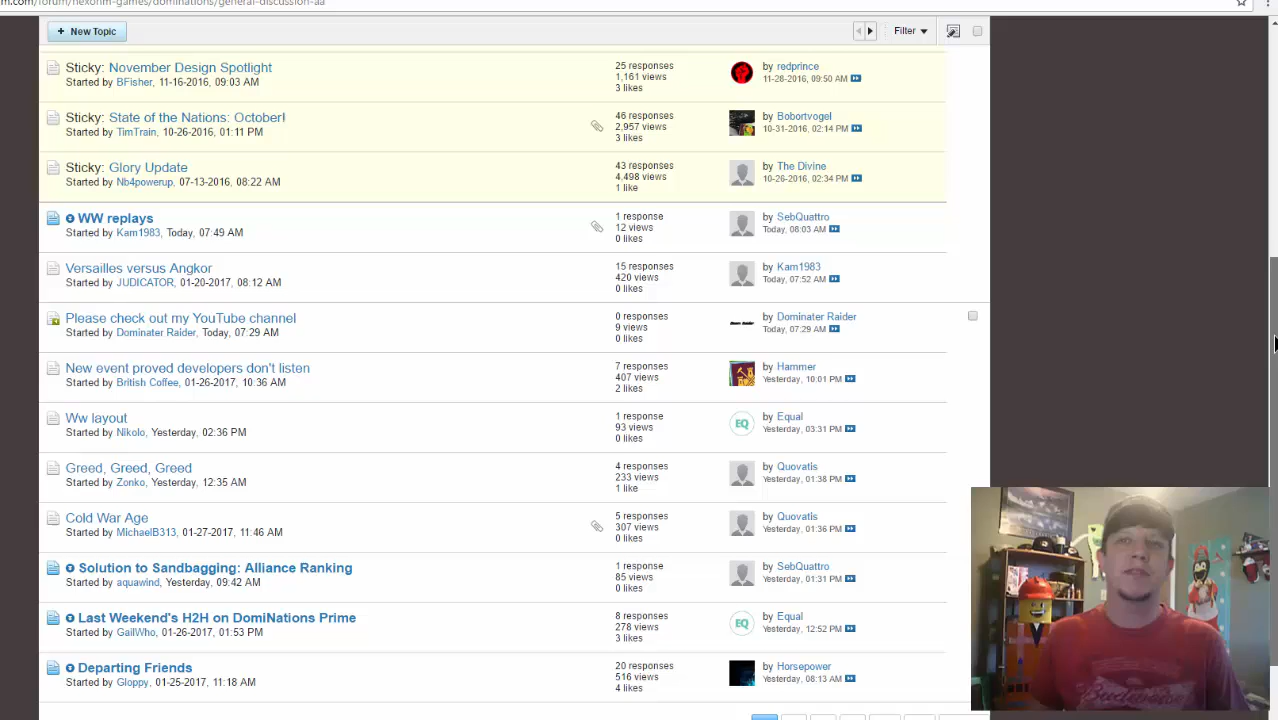 m.com/forum/nexonm-games/dominations/general-discussion-aa
+ New Topic
Filter
Sticky: November Design Spotlight
Started by BFisher, 11-16-2016, 09:03 AM
25 responses
1,161 views
3 likes
by redprince
11-28-2016, 09:50 AM
Sticky: State of the Nations: October!
Started by TimTrain, 10-26-2016, 01:11 PM
46 responses
2,957 views
3 likes
by Bobortvogel
10-31-2016, 02:14 PM
Sticky: Glory Update
Started by Nb4powerup, 07-13-2016, 08:22 AM
43 responses
4,498 views
1 like
by The Divine
10-26-2016, 02:34 PM
WW replays
Started by Kam1983, Today, 07:49 AM
1 response
12 views
0 likes
by SebQuattro
Today, 08:03 AM
Versailles versus Angkor
Started by JUDICATOR, 01-20-2017, 08:12 AM
15 responses
420 views
0 likes
by Kam1983
Today, 07:52 AM
Please check out my YouTube channel
Started by Dominater Raider, Today, 07:29 AM
0 responses
9 views
0 likes
by Dominater Raider
Today, 07:29 AM
New event proved developers don't listen
Started by British Coffee, 01-26-2017, 10:36 AM
7 responses
407 views
2 likes
by Hammer
Yesterday, 10:01 PM
Ww layout
Started by Nikolo, Yesterday, 02:36 PM
1 response
93 views
0 likes
EQ
by Equal
Yesterday, 03:31 PM
Greed, Greed, Greed
Started by Zonko, Yesterday, 12:35 AM
4 responses
233 views
1 like
by Quovatis
Yesterday, 01:38 PM
Cold War Age
Started by MichaelB313, 01-27-2017, 11:46 AM
5 responses
307 views
0 likes
by Quovatis
Yesterday, 01:36 PM
Solution to Sandbagging: Alliance Ranking
Started by aquawind, Yesterday, 09:42 AM
1 response
85 views
0 likes
by SebQuattro
Yesterday, 01:31 PM
Last Weekend's H2H on DomiNations Prime
Started by GailWho, 01-26-2017, 01:53 PM
8 responses
278 views
3 likes
EQ
by Equal
Yesterday, 12:52 PM
Departing Friends
Started by Gloppy, 01-25-2017, 11:18 AM
20 responses
516 views
4 likes
by Horsepower
Yesterday, 08:13 AM
Budweiser